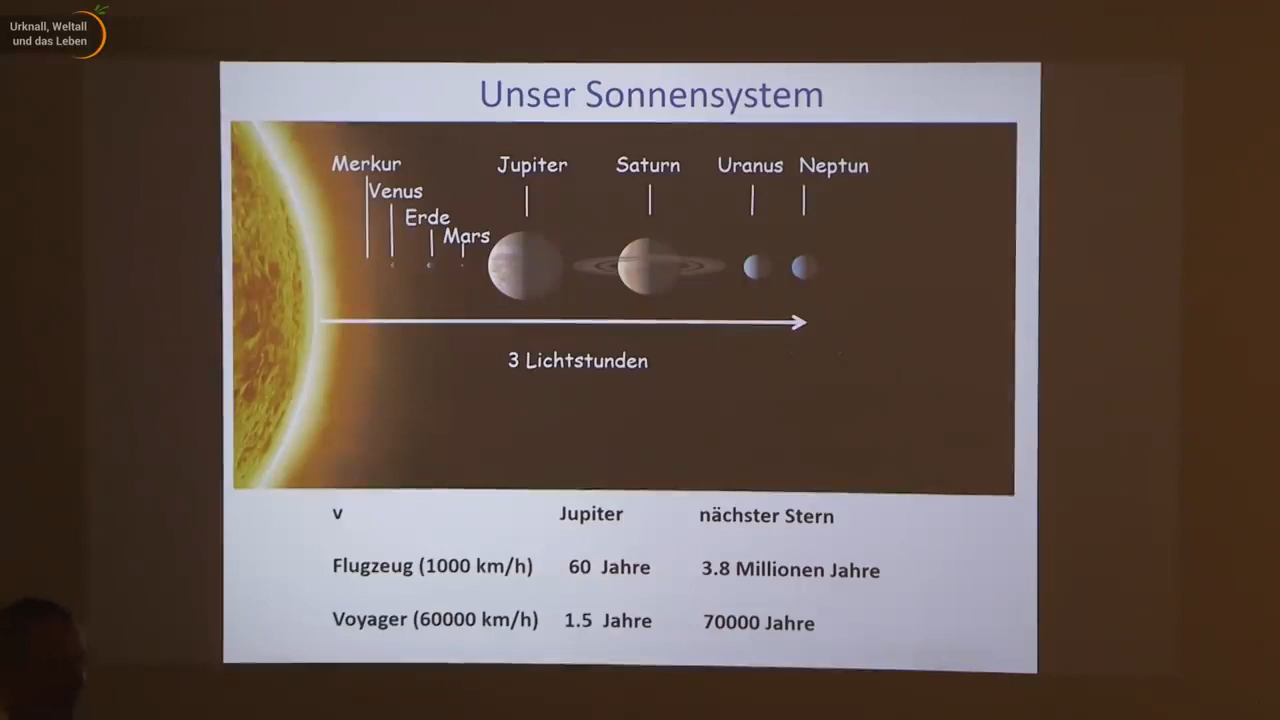 Urknall, Weltall
und das Leben
Unser Sonnensystem
Merkur
Venus
Erde
Mars
Jupiter
Saturn
Uranus
Neptun
3 Lichtstunden
v Jupiter nächster Stern
Flugzeug (1000 km/h) 60 Jahre 3.8 Millionen Jahre
Voyager (60000 km/h) 1.5 Jahre 70000 Jahre